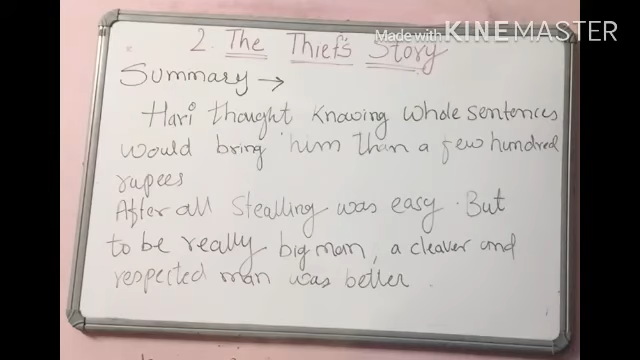 Made with KINEMASTER
2. The Thief's Story
Summary →
Hari thought knowing whole sentences
would bring him than a few hundred
rupees
After all Stealling was easy. But
to be really big man, a cleaver and
respected man was better.